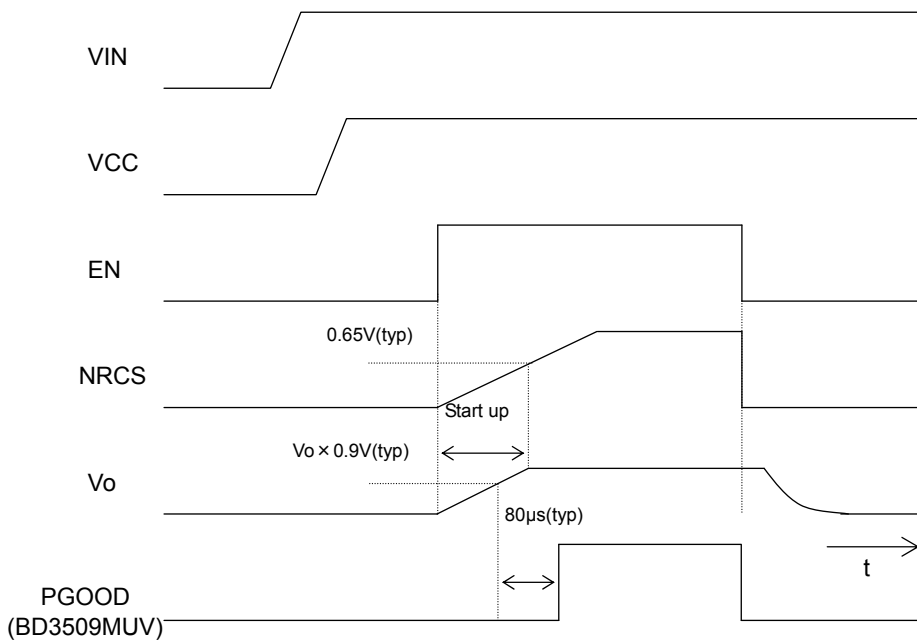 VIN
VCC
EN
0.65V(typ)
NRCS
Start up
Vo×0.9V(typ)
Vo
80µs(typ)
t
PGOOD
(BD3509MUV)